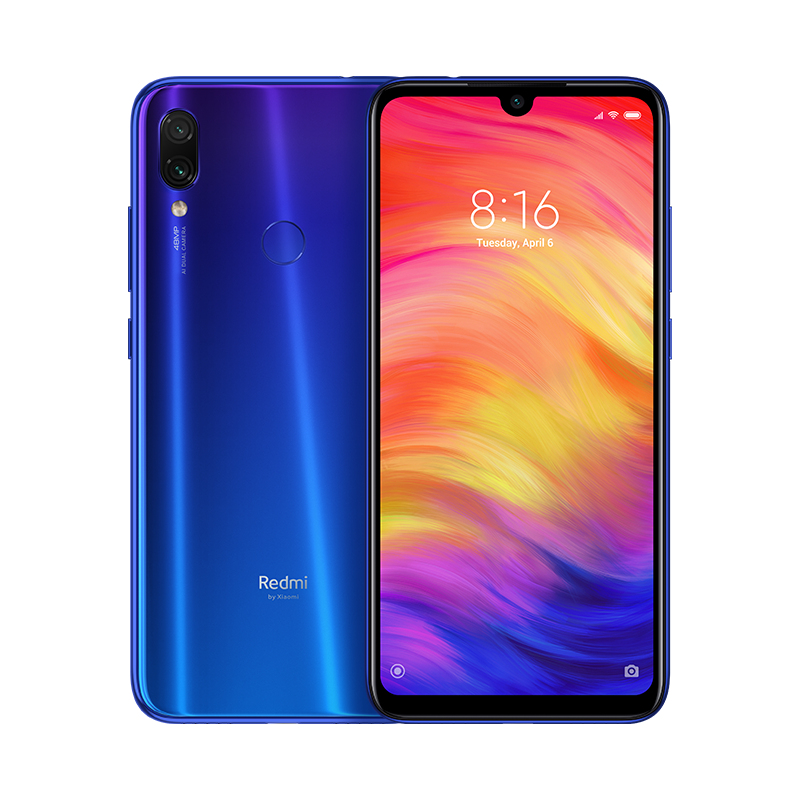 48MP
AI DUAL CAMERA
Redmi
by Xiaomi
8:16
Tuesday, April 6